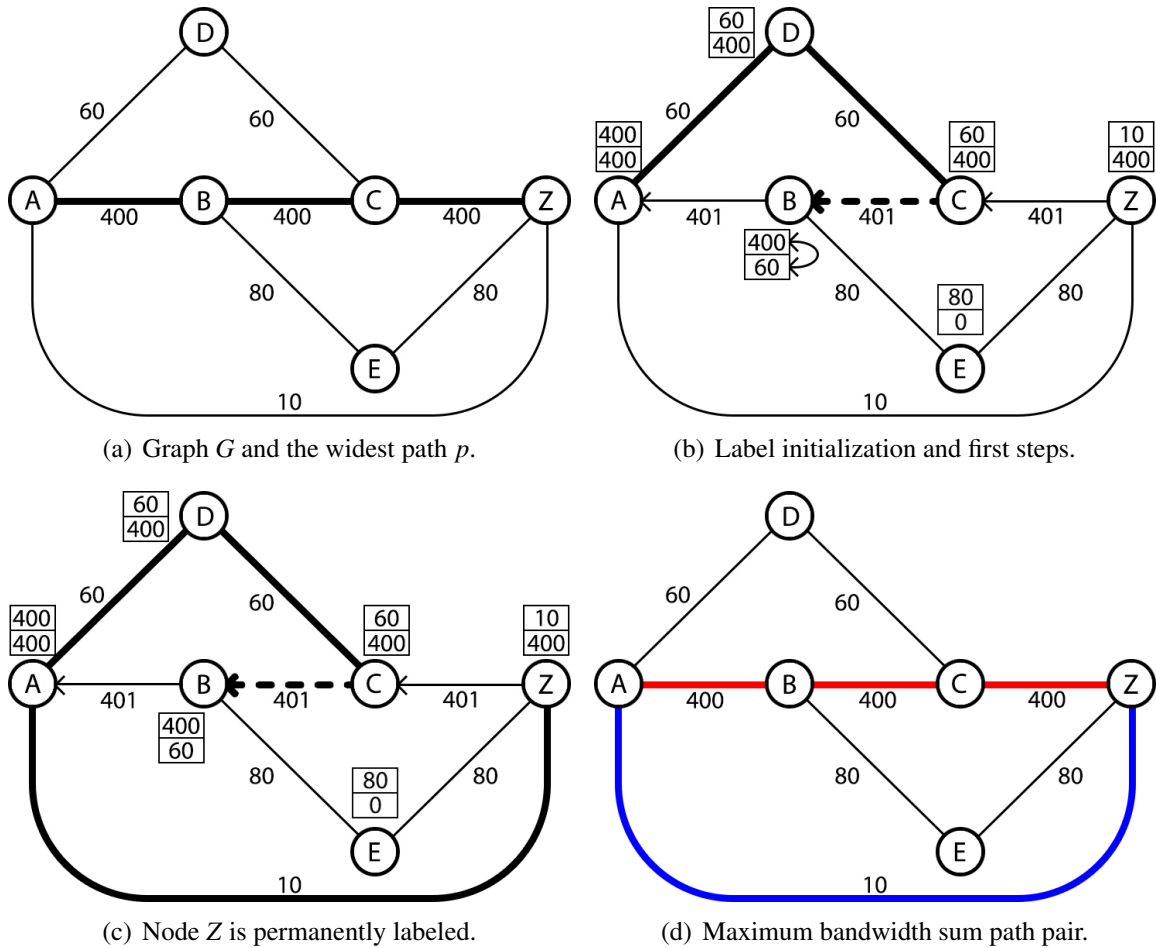 D
60
60
A
B
C
Z
400
400
400
80
80
E
10
(a) Graph G and the widest path p.
60
400
D
60
60
400
400
60
400
10
400
A
B
C
Z
401
401
401
400
60
80
80
80
0
E
10
(b) Label initialization and first steps.
60
400
D
60
60
400
400
60
400
10
400
A
B
C
Z
401
401
401
400
60
80
80
80
0
E
10
(c) Node Z is permanently labeled.
D
60
60
A
B
C
Z
400
400
400
80
80
E
10
(d) Maximum bandwidth sum path pair.